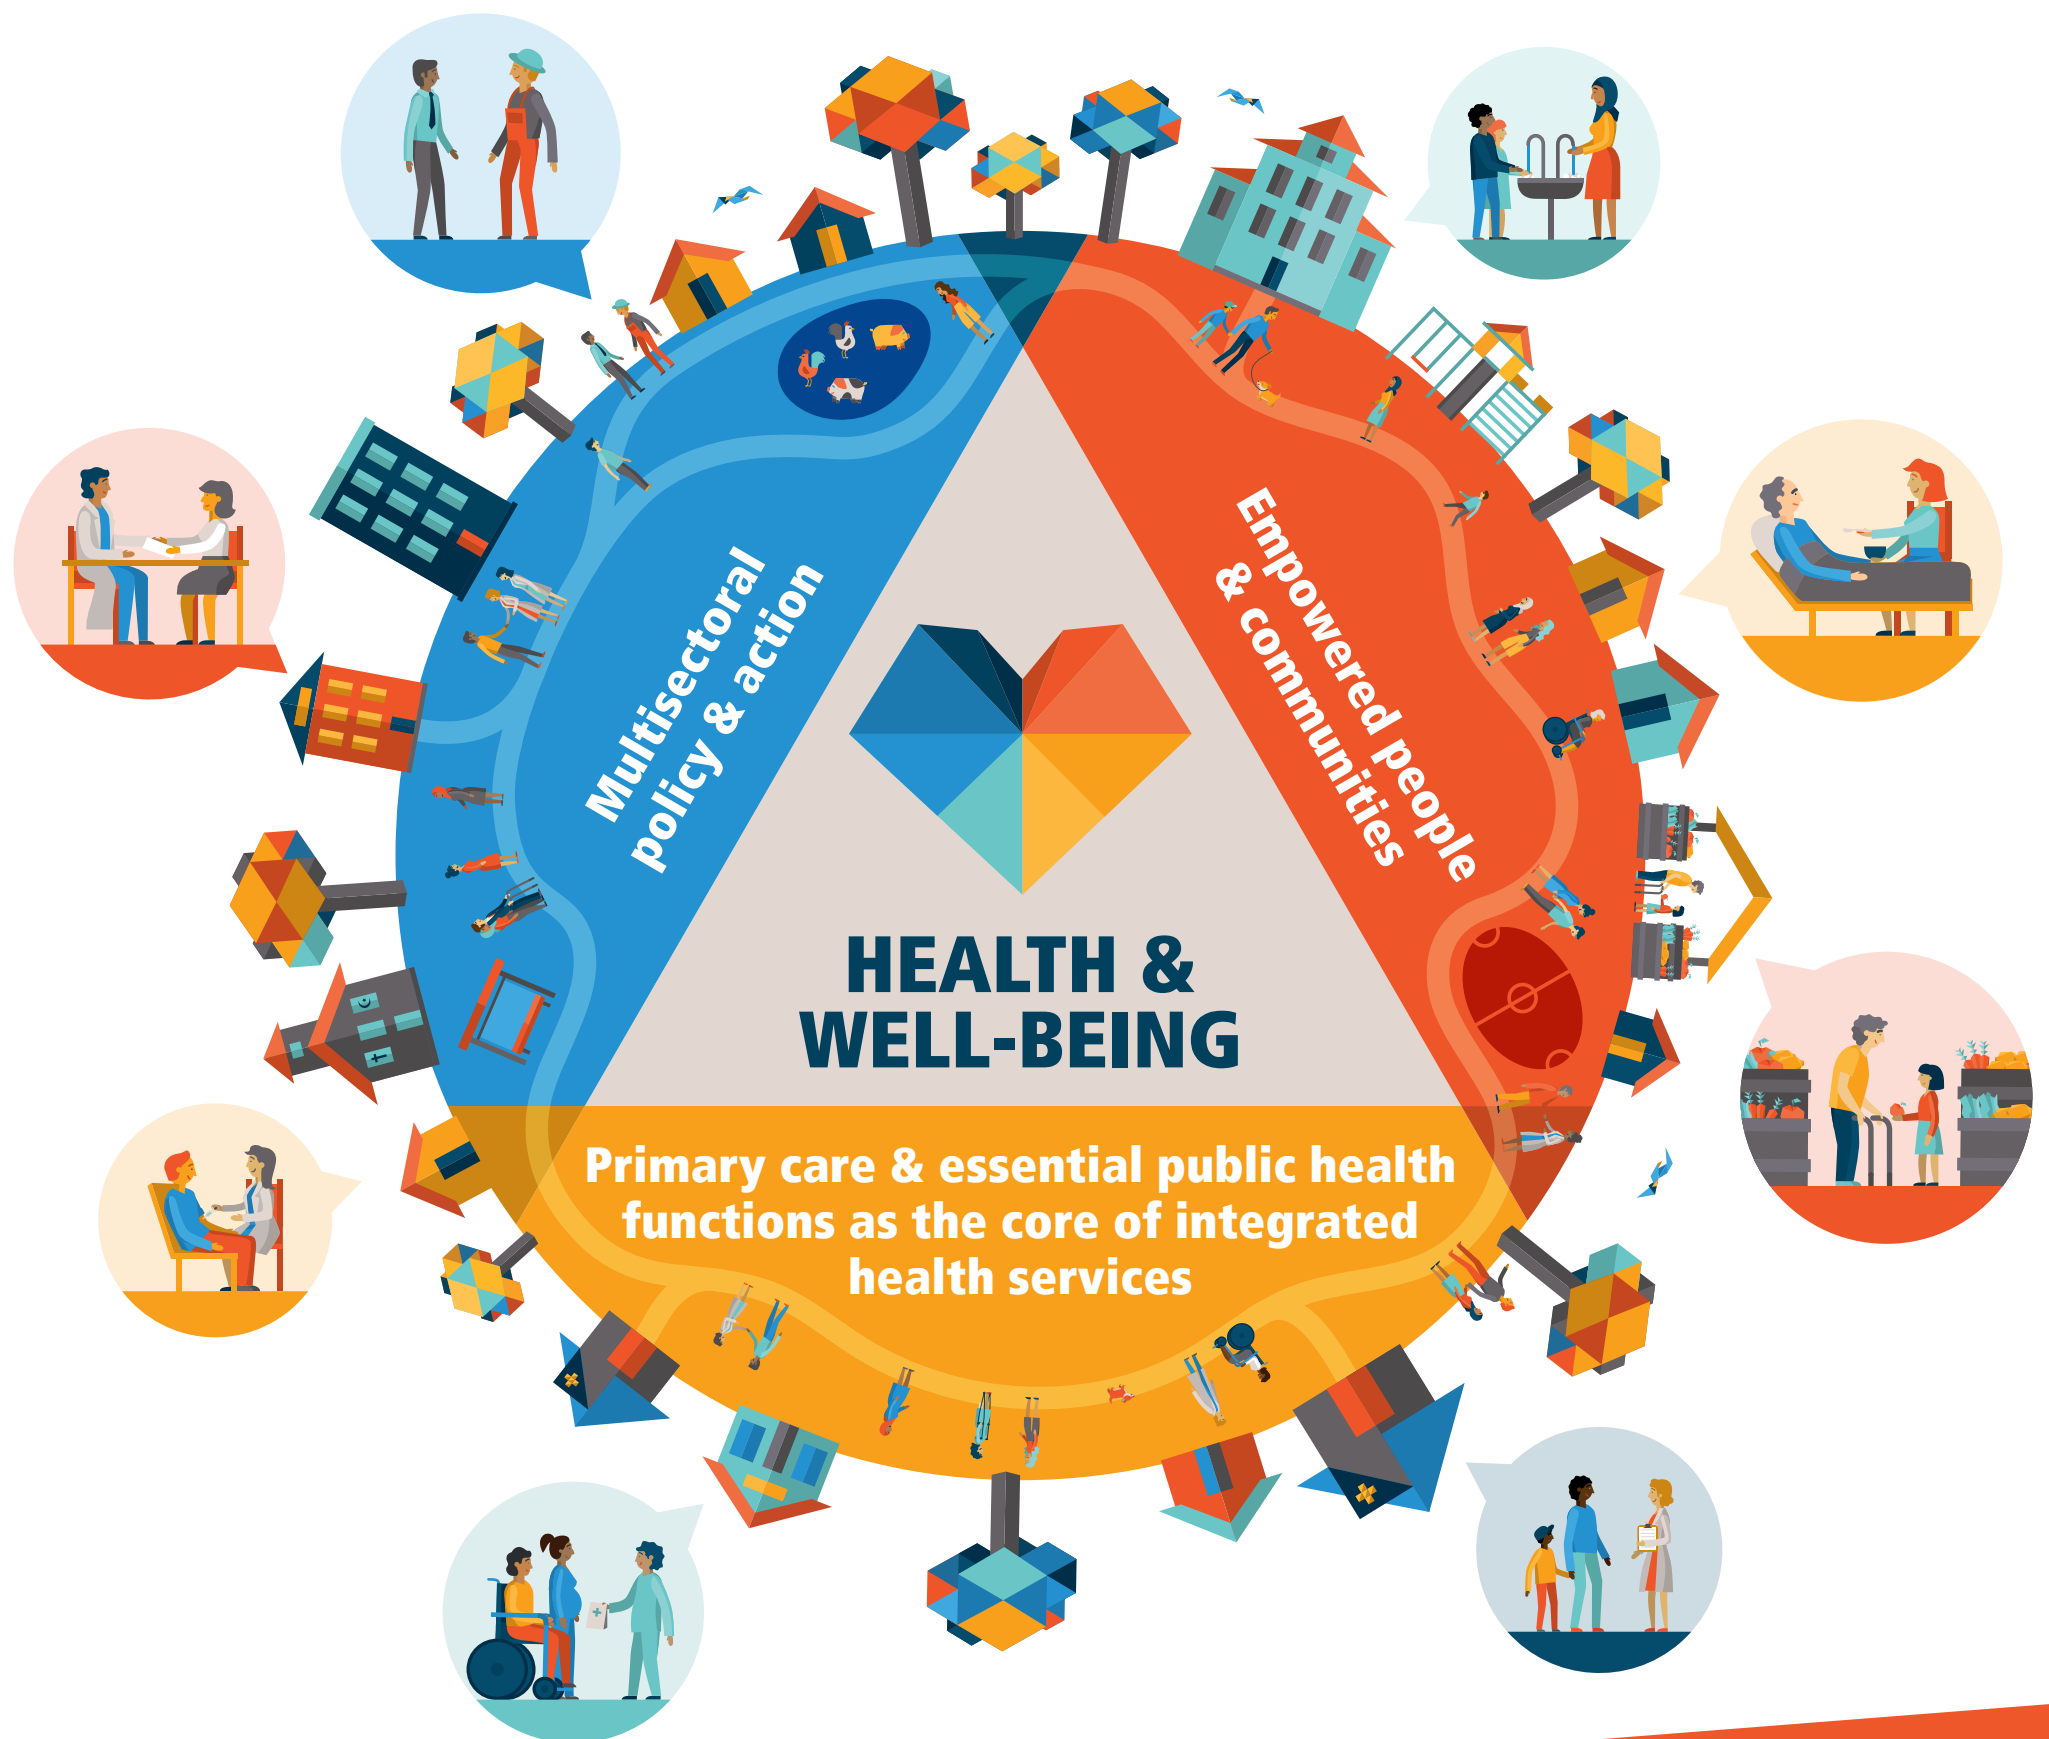 Multisectoral
policy & action
Empowered people
& communities
HEALTH &
WELL-BEING
Primary care & essential public health
functions as the core of integrated
health services